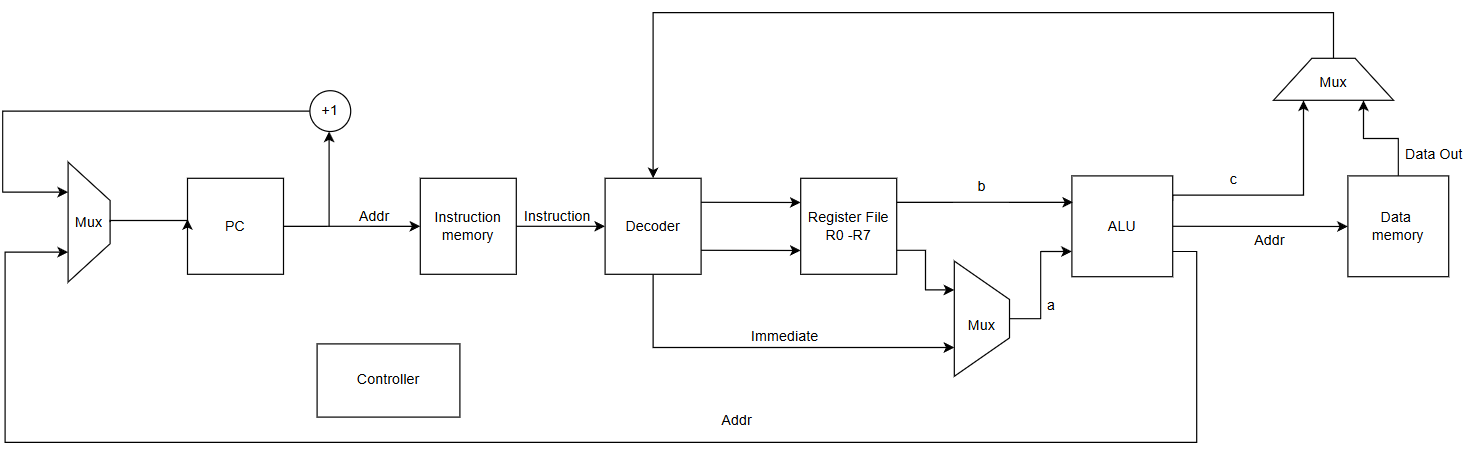 Mux
+1
Data Out
b
c
Mux
PC
Addr
Instruction
memory
Instruction
Decoder
Register File
R0 -R7
ALU
Addr
Data
memory
Immediate
Mux
a
Controller
Addr